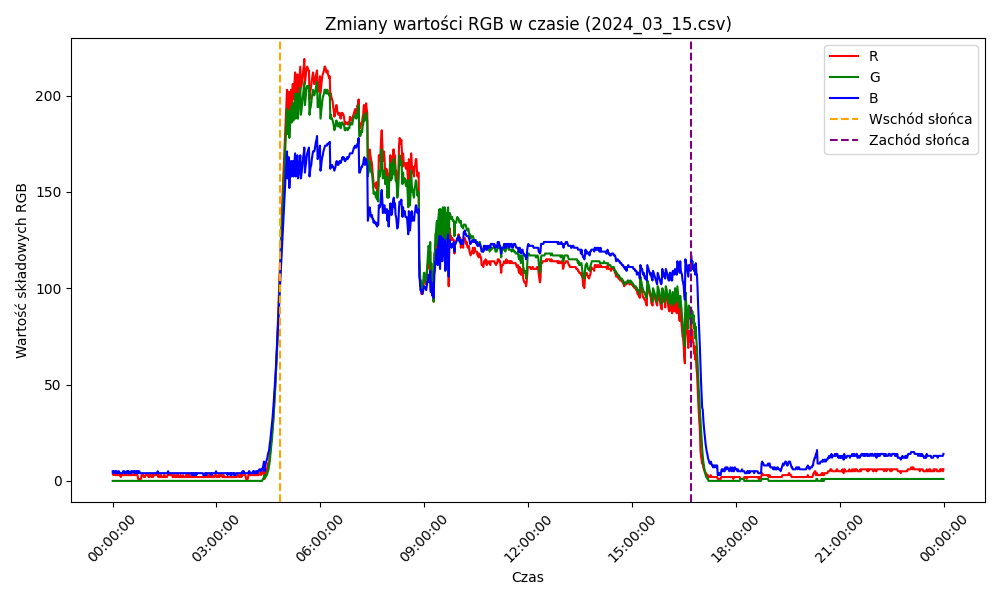 Zmiany wartości RGB w czasie (2024_03_15.csv)
Wartość składowych RGB
200
150
100
50
0
R
G
B
Wschód słońca
Zachód słońca
00:00:00
03:00:00
06:00:00
09:00:00
12:00:00
15:00:00
18:00:00
21:00:00
00:00:00
Czas